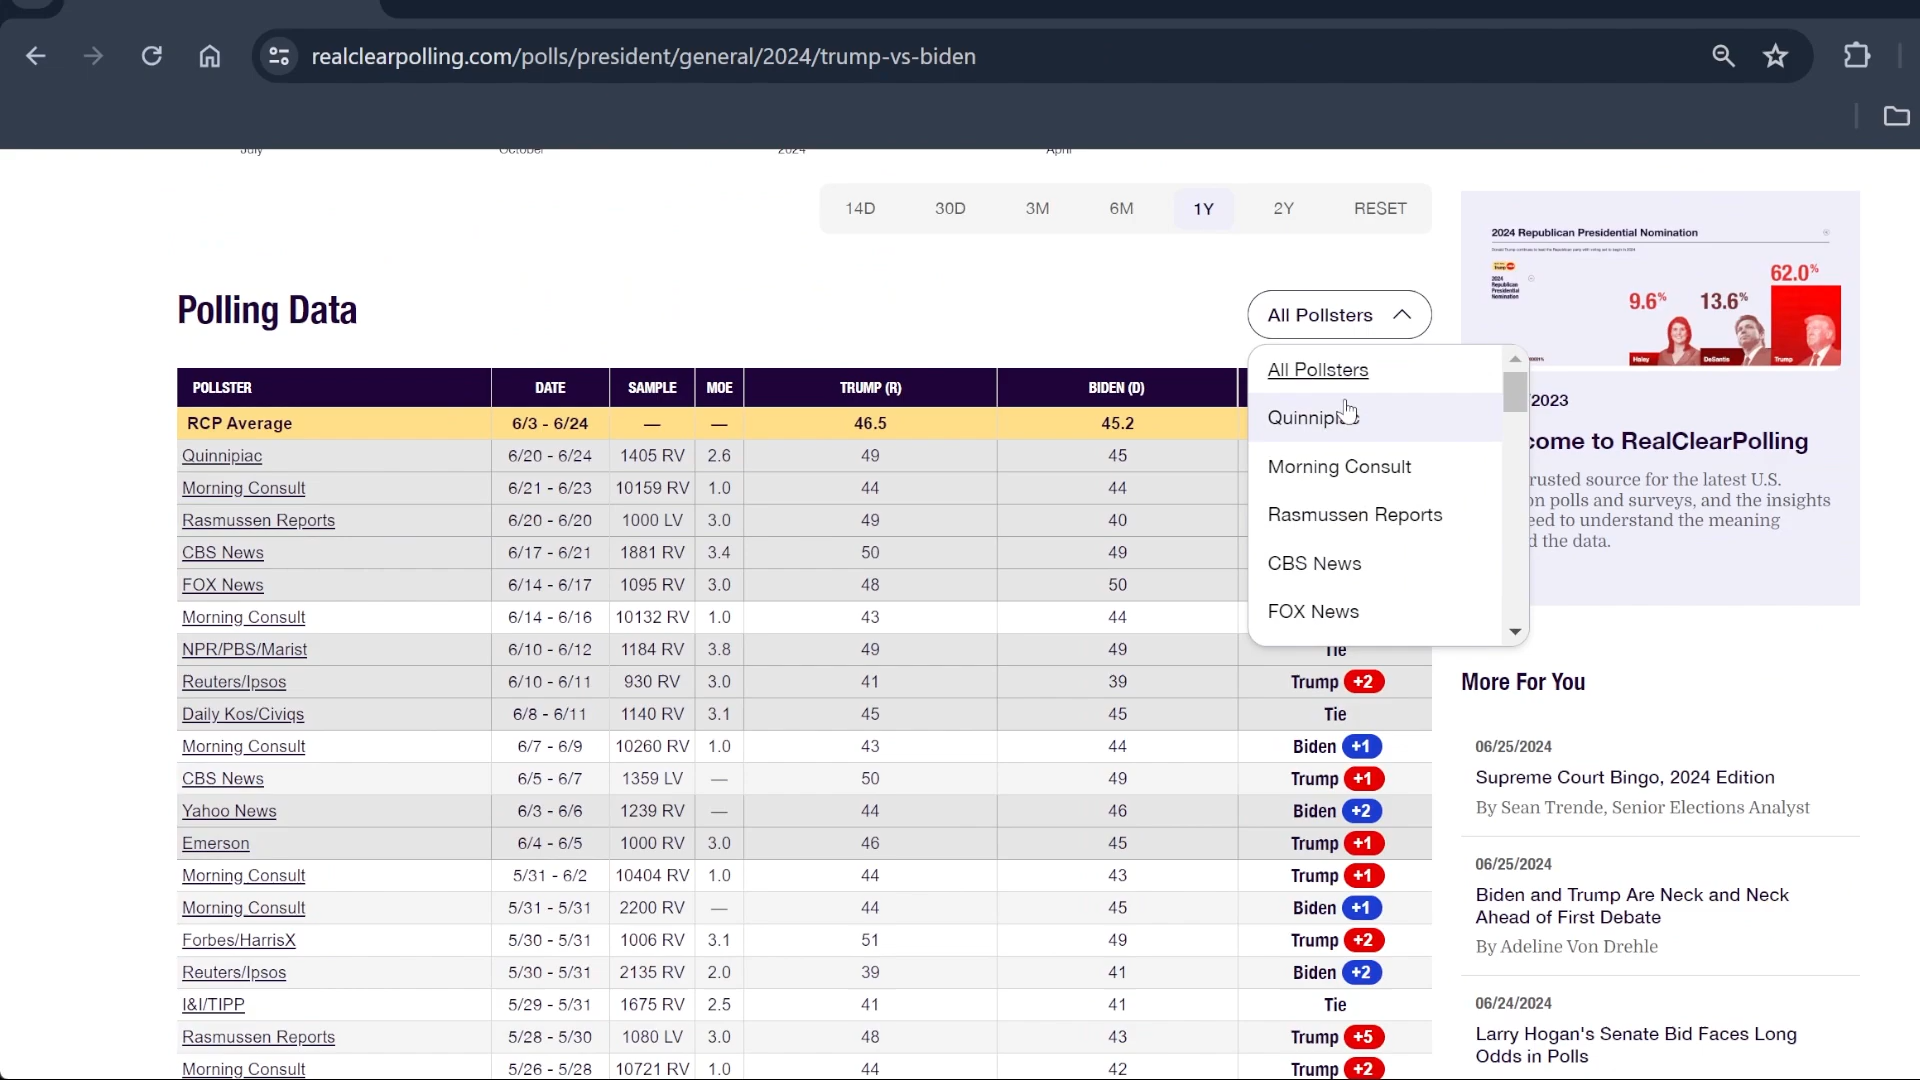 realclearpolling.com/polls/president/general/2024/trump-vs-biden
July October 2024 April
14D 30D 3M 6M 1Y 2Y RESET
Polling Data
All Pollsters
All Pollsters
Quinnipiac
Morning Consult
Rasmussen Reports
CBS News
FOX News
POLLSTER DATE SAMPLE MOE TRUMP (R) BIDEN (D)
RCP Average 6/3 - 6/24 — — 46.5 45.2
Quinnipiac 6/20 - 6/24 1405 RV 2.6 49 45
Morning Consult 6/21 - 6/23 10159 RV 1.0 44 44
Rasmussen Reports 6/20 - 6/20 1000 LV 3.0 49 40
CBS News 6/17 - 6/21 1881 RV 3.4 50 49
FOX News 6/14 - 6/17 1095 RV 3.0 48 50
Morning Consult 6/14 - 6/16 10132 RV 1.0 43 44
NPR/PBS/Marist 6/10 - 6/12 1184 RV 3.8 49 49 Tie
Reuters/Ipsos 6/10 - 6/11 930 RV 3.0 41 39 Trump +2
Daily Kos/Civiqs 6/8 - 6/11 1140 RV 3.1 45 45 Tie
Morning Consult 6/7 - 6/9 10260 RV 1.0 43 44 Biden +1
CBS News 6/5 - 6/7 1359 LV — 50 49 Trump +1
Yahoo News 6/3 - 6/6 1239 RV — 44 46 Biden +2
Emerson 6/4 - 6/5 1000 RV 3.0 46 45 Trump +1
Morning Consult 5/31 - 6/2 10404 RV 1.0 44 43 Trump +1
Morning Consult 5/31 - 5/31 2200 RV — 44 45 Biden +1
Forbes/HarrisX 5/30 - 5/31 1006 RV 3.1 51 49 Trump +2
Reuters/Ipsos 5/30 - 5/31 2135 RV 2.0 39 41 Biden +2
I&I/TIPP 5/29 - 5/31 1675 RV 2.5 41 41 Tie
Rasmussen Reports 5/28 - 5/30 1080 LV 3.0 48 43 Trump +5
Morning Consult 5/26 - 5/28 10721 RV 1.0 44 42 Trump +2
2024 Republican Presidential Nomination
Trump
2024
Republican
Presidential
Nomination
9.6% 13.6% 62.0%
Haley DeSantis Trump
/2023
come to RealClearPolling
rusted source for the latest U.S.
on polls and surveys, and the insights
eed to understand the meaning
d the data.
More For You
06/25/2024
Supreme Court Bingo, 2024 Edition
By Sean Trende, Senior Elections Analyst
06/25/2024
Biden and Trump Are Neck and Neck
Ahead of First Debate
By Adeline Von Drehle
06/24/2024
Larry Hogan's Senate Bid Faces Long
Odds in Polls